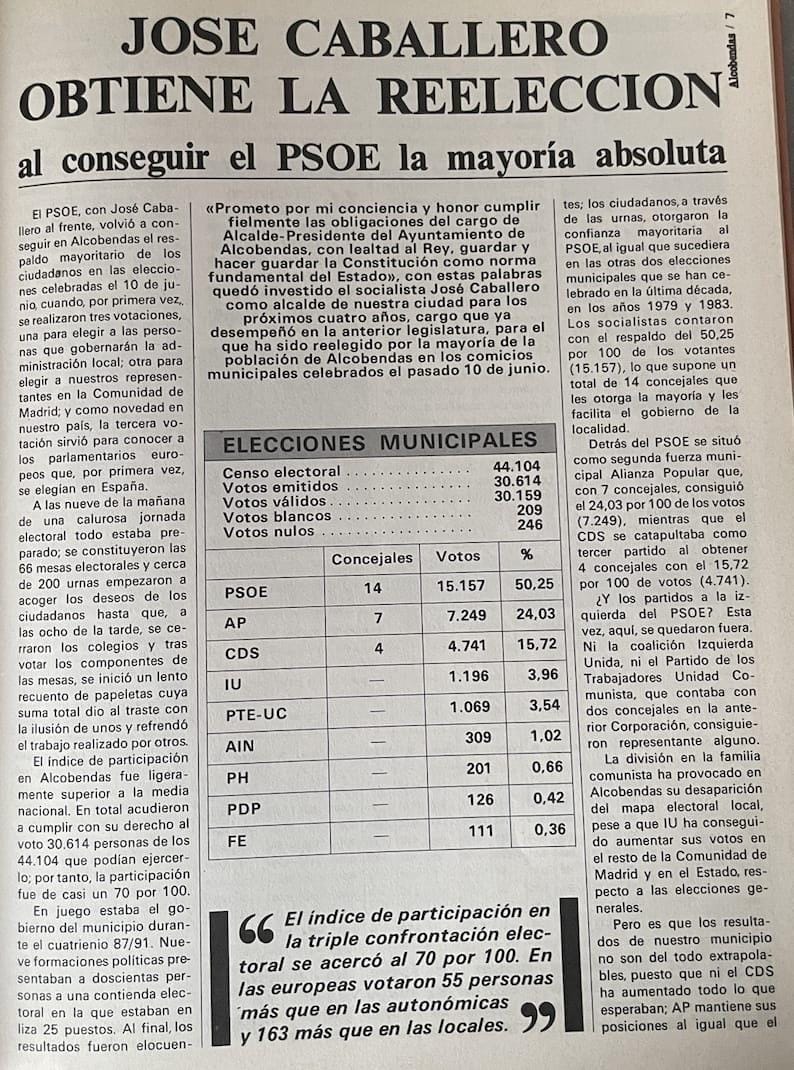 Alcobendas / 7
JOSE CABALLERO
OBTIENE LA REELECCION
al conseguir el PSOE la mayoría absoluta
El PSOE, con José Caba-
llero al frente, volvió a con-
seguir en Alcobendas el res-
paldo mayoritario de los
ciudadanos en las eleccio-
nes celebradas el 10 de ju-
nio, cuando, por primera vez,
se realizaron tres votaciones,
una para elegir a las perso-
nas que gobernarán la ad-
ministración local; otra para
elegir a nuestros represen-
tantes en la Comunidad de
Madrid; y como novedad en
nuestro país, la tercera vo-
tación sirvió para conocer a
los parlamentarios euro-
peos que, por primera vez,
se elegían en España.
A las nueve de la mañana
de una calurosa jornada
electoral todo estaba pre-
parado; se constituyeron las
66 mesas electorales y cerca
de 200 urnas empezaron a
acoger los deseos de los
ciudadanos hasta que, a
las ocho de la tarde, se ce-
rraron los colegios y tras
votar los componentes de
las mesas, se inició un lento
recuento de papeletas cuya
suma total dio al traste con
la ilusión de unos y refrendó
el trabajo realizado por otros.
El índice de participación
en Alcobendas fue ligera-
mente superior a la media
nacional. En total acudieron
a cumplir con su derecho al
voto 30.614 personas de los
44.104 que podían ejercer-
lo; por tanto, la participación
fue de casi un 70 por 100.
En juego estaba el go-
bierno del municipio duran-
te el cuatrienio 87/91. Nue-
ve formaciones políticas pre-
sentaban a doscientas per-
sonas a una contienda elec-
toral en la que estaban en
liza 25 puestos. Al final, los
resultados fueron elocuen-
«Prometo por mi conciencia y honor cumplir
fielmente las obligaciones del cargo de
Alcalde-Presidente del Ayuntamiento de
Alcobendas, con lealtad al Rey, guardar y
hacer guardar la Constitución como norma
fundamental del Estado», con estas palabras
quedó investido el socialista José Caballero
como alcalde de nuestra ciudad para los
próximos cuatro años, cargo que ya
desempeñó en la anterior legislatura, para el
que ha sido reelegido por la mayoría de la
población de Alcobendas en los comicios
municipales celebrados el pasado 10 de junio.
ELECCIONES MUNICIPALES
Censo electoral . . . . . . . . . . . . . . . 44.104
Votos emitidos . . . . . . . . . . . . . . . 30.614
Votos válidos . . . . . . . . . . . . . . . . 30.159
Votos blancos . . . . . . . . . . . . . . . . 209
Votos nulos . . . . . . . . . . . . . . . . . 246
Concejales Votos %
PSOE 14 15.157 50,25
AP 7 7.249 24,03
CDS 4 4.741 15,72
IU — 1.196 3,96
PTE-UC — 1.069 3,54
AIN — 309 1,02
PH — 201 0,66
PDP — 126 0,42
FE — 111 0,36
“ El índice de participación en
la triple confrontación elec-
toral se acercó al 70 por 100. En
las europeas votaron 55 personas
más que en las autonómicas
y 163 más que en las locales. ”
tes; los ciudadanos, a través
de las urnas, otorgaron la
confianza mayoritaria al
PSOE, al igual que sucediera
en las otras dos elecciones
municipales que se han ce-
lebrado en la última década,
en los años 1979 y 1983.
Los socialistas contaron
con el respaldo del 50,25
por 100 de los votantes
(15.157), lo que supone un
total de 14 concejales que
les otorga la mayoría y les
facilita el gobierno de la
localidad.
Detrás del PSOE se situó
como segunda fuerza muni-
cipal Alianza Popular que,
con 7 concejales, consiguió
el 24,03 por 100 de los votos
(7.249), mientras que el
CDS se catapultaba como
tercer partido al obtener
4 concejales con el 15,72
por 100 de votos (4.741).
¿Y los partidos a la iz-
quierda del PSOE? Esta
vez, aquí, se quedaron fuera.
Ni la coalición Izquierda
Unida, ni el Partido de los
Trabajadores Unidad Co-
munista, que contaba con
dos concejales en la ante-
rior Corporación, consiguie-
ron representante alguno.
La división en la familia
comunista ha provocado en
Alcobendas su desaparición
del mapa electoral local,
pese a que IU ha consegui-
do aumentar sus votos en
el resto de la Comunidad de
Madrid y en el Estado, res-
pecto a las elecciones ge-
nerales.
Pero es que los resulta-
dos de nuestro municipio
no son del todo extrapola-
bles, puesto que ni el CDS
ha aumentado todo lo que
esperaban; AP mantiene sus
posiciones al igual que el